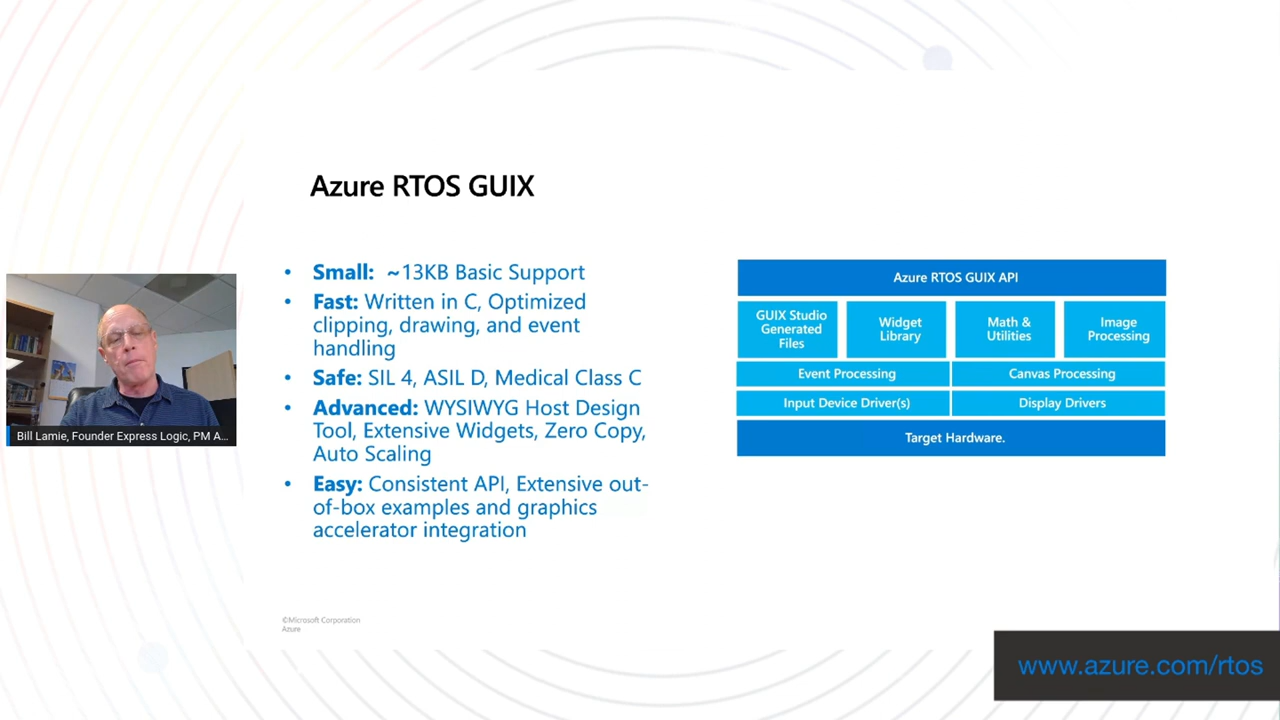 Azure RTOS GUIX
• Small: ~13KB Basic Support
• Fast: Written in C, Optimized
clipping, drawing, and event
handling
• Safe: SIL 4, ASIL D, Medical Class C
• Advanced: WYSIWYG Host Design
Tool, Extensive Widgets, Zero Copy,
Auto Scaling
• Easy: Consistent API, Extensive out-
of-box examples and graphics
accelerator integration
Azure RTOS GUIX API
GUIX Studio
Generated
Files
Widget
Library
Math &
Utilities
Image
Processing
Event Processing
Canvas Processing
Input Device Driver(s)
Display Drivers
Target Hardware.
Bill Lamie, Founder Express Logic, PM A...
©Microsoft Corporation
Azure
www.azure.com/rtos